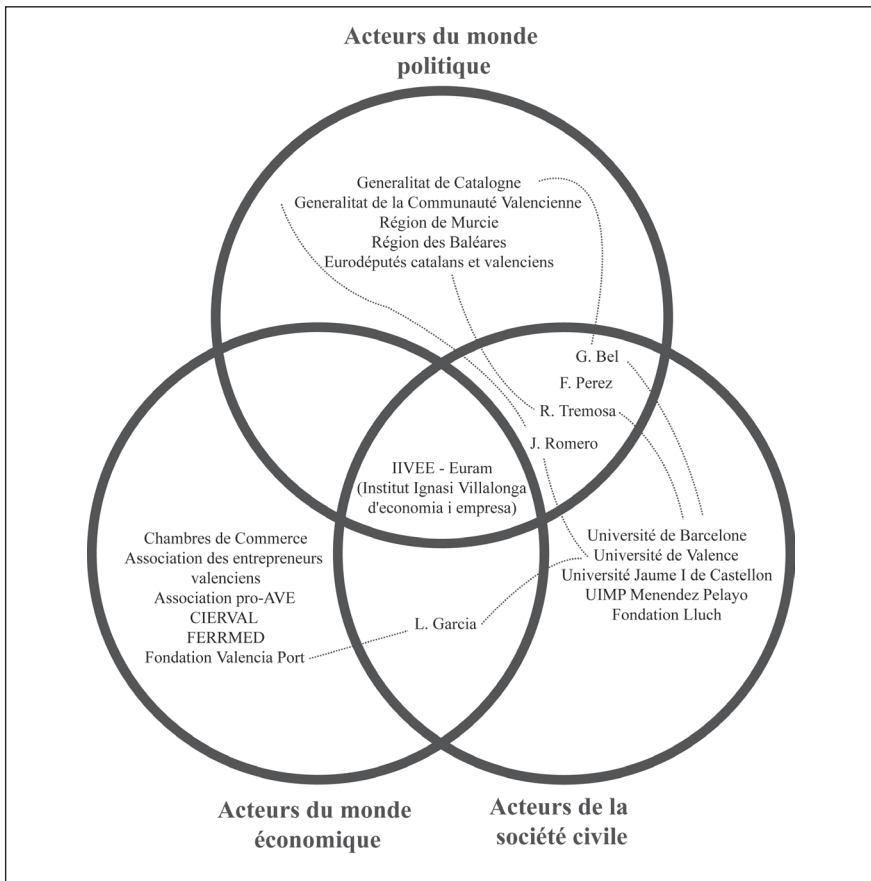 Acteurs du monde
politique
Generalitat de Catalogne
Generalitat de la Communauté Valencienne
Région de Murcie
Région des Baléares
Eurodéputés catalans et valenciens
G. Bel
F. Perez
R. Tremosa
J. Romero
IIVEE - Euram
(Institut Ignasi Villalonga
d'economia i empresa)
Chambres de Commerce
Association des entrepreneurs
valenciens
Association pro-AVE
CIERVAL
FERRMED
Fondation Valencia Port
L. Garcia
Université de Barcelone
Université de Valence
Université Jaume I de Castellon
UIMP Menendez Pelayo
Fondation Lluch
Acteurs du monde
économique
Acteurs de la
société civile